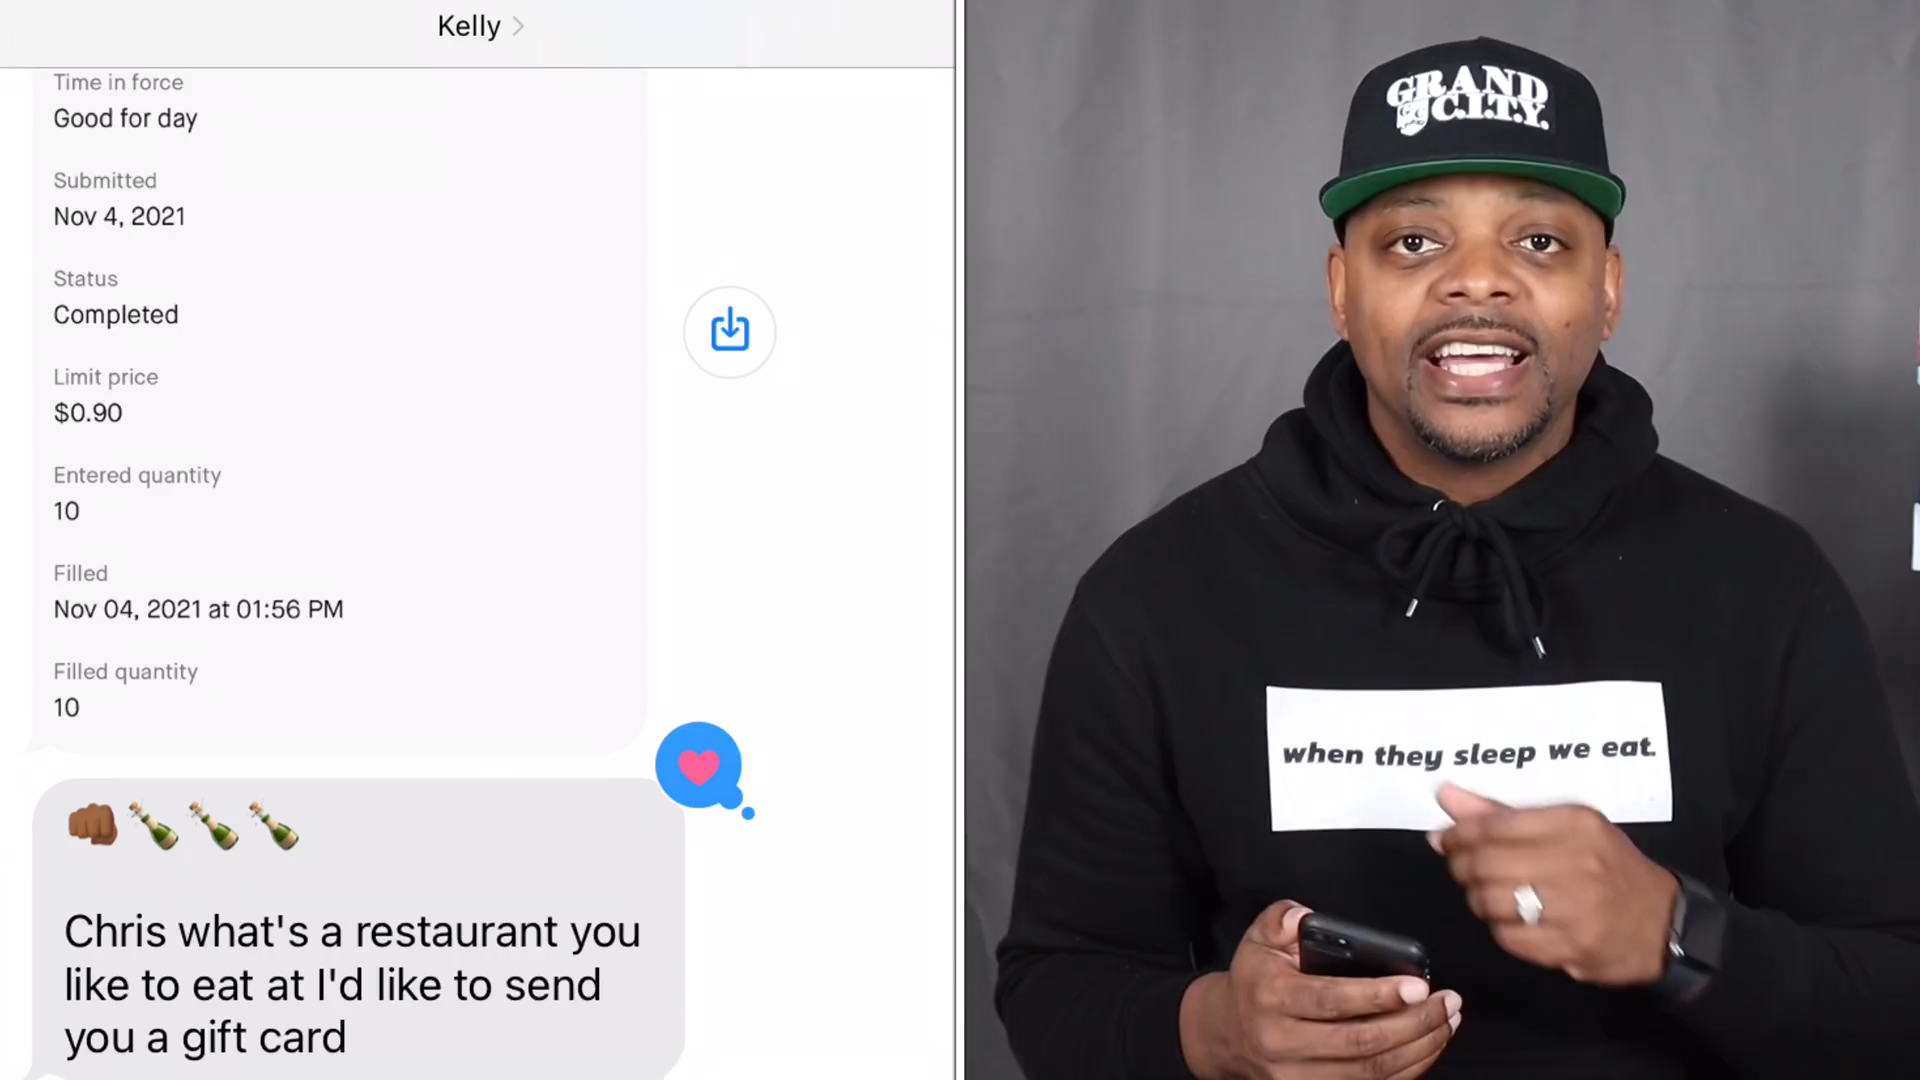 Kelly
Time in force
Good for day
Submitted
Nov 4, 2021
Status
Completed
Limit price
$0.90
Entered quantity
10
Filled
Nov 04, 2021 at 01:56 PM
Filled quantity
10
Chris what's a restaurant you
like to eat at I'd like to send
you a gift card
GRAND
C.I.T.Y.
when they sleep we eat.